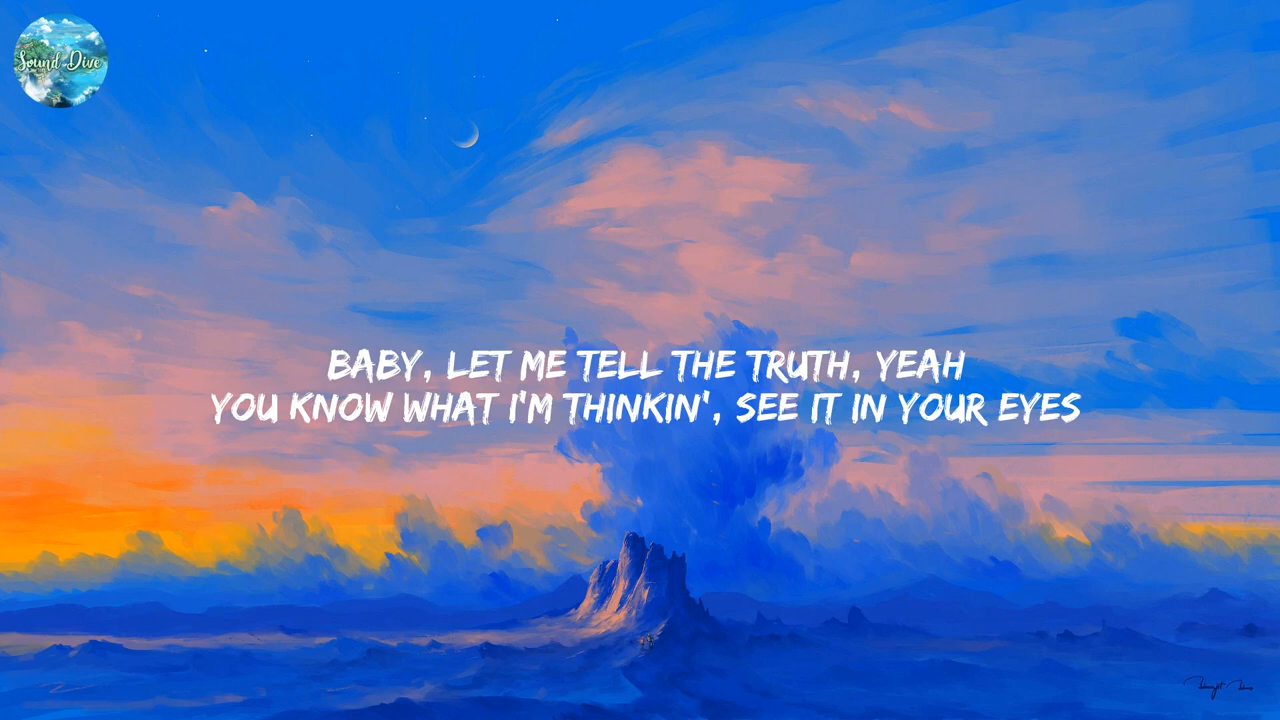 Sound Dive
BABY, LET ME TELL THE TRUTH, YEAH
YOU KNOW WHAT I'M THINKIN', SEE IT IN YOUR EYES